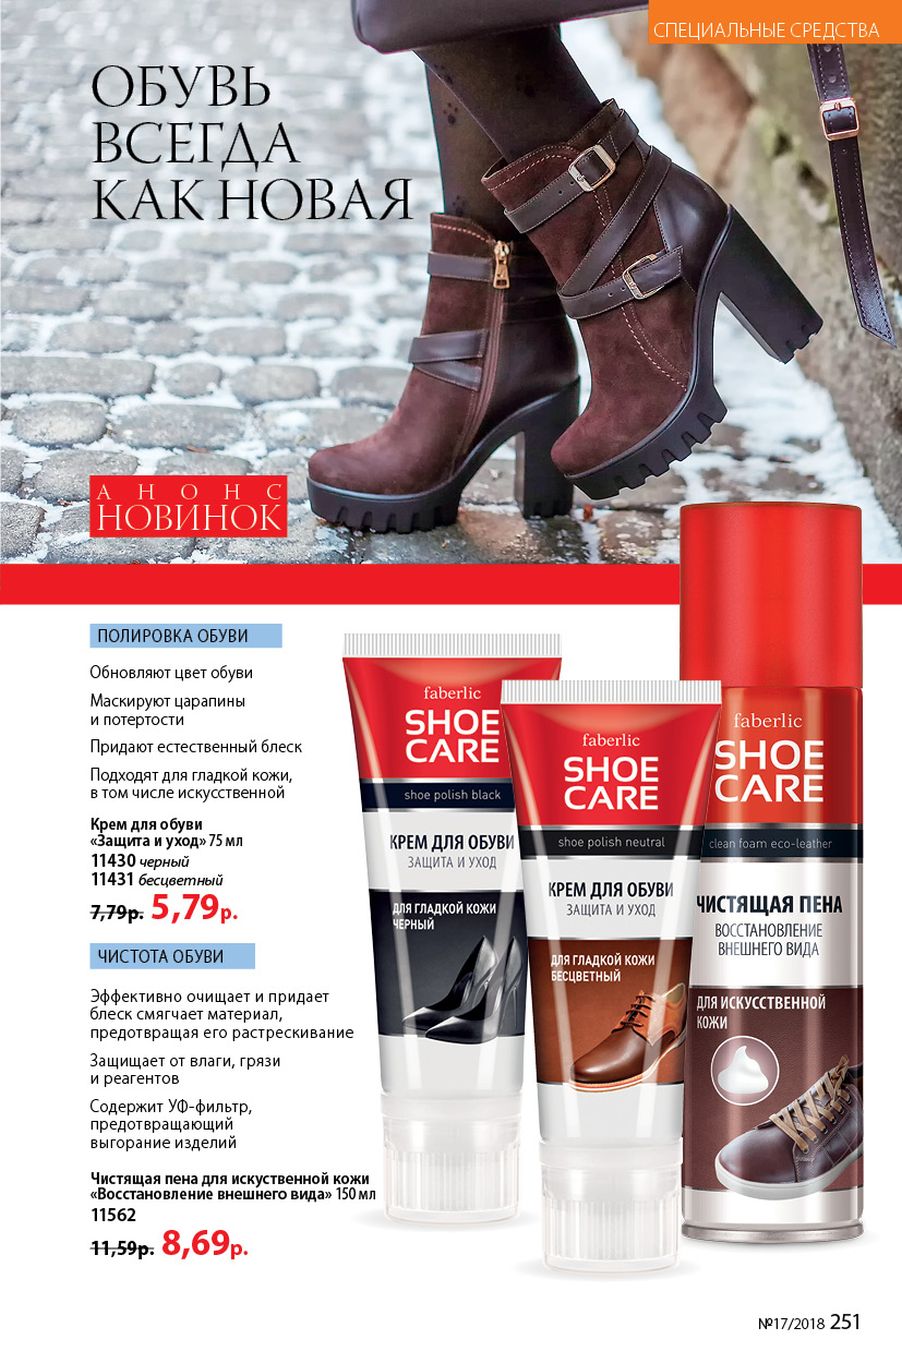 СПЕЦИАЛЬНЫЕ СРЕДСТВА
ОБУВЬ
ВСЕГДА
КАК НОВАЯ
АНОНС
НОВИНОК
ПОЛИРОВКА ОБУВИ
Обновляют цвет обуви
Маскируют царапины
и потертости
Придают естественный блеск
Подходят для гладкой кожи,
в том числе искусственной
Крем для обуви
«Защита и уход» 75 мл
11430 черный
11431 бесцветный
7,79р. 5,79р.
ЧИСТОТА ОБУВИ
Эффективно очищает и придает
блеск смягчает материал,
предотвращая его растрескивание
Защищает от влаги, грязи
и реагентов
Содержит УФ-фильтр,
предотвращающий
выгорание изделий
Чистящая пена для искуственной кожи
«Восстановление внешнего вида» 150 мл
11562
11,59р. 8,69р.
faberlic
SHOE
CARE
shoe polish black
КРЕМ ДЛЯ ОБУВИ
ЗАЩИТА И УХОД
ДЛЯ ГЛАДКОЙ КОЖИ
ЧЕРНЫЙ
faberlic
SHOE
CARE
shoe polish neutral
КРЕМ ДЛЯ ОБУВИ
ЗАЩИТА И УХОД
ДЛЯ ГЛАДКОЙ КОЖИ
БЕСЦВЕТНЫЙ
faberlic
SHOE
CARE
clean foam eco-leather
ЧИСТЯЩАЯ ПЕНА
ВОССТАНОВЛЕНИЕ
ВНЕШНЕГО ВИДА
ДЛЯ ИСКУССТВЕННОЙ
КОЖИ
№17/2018 251